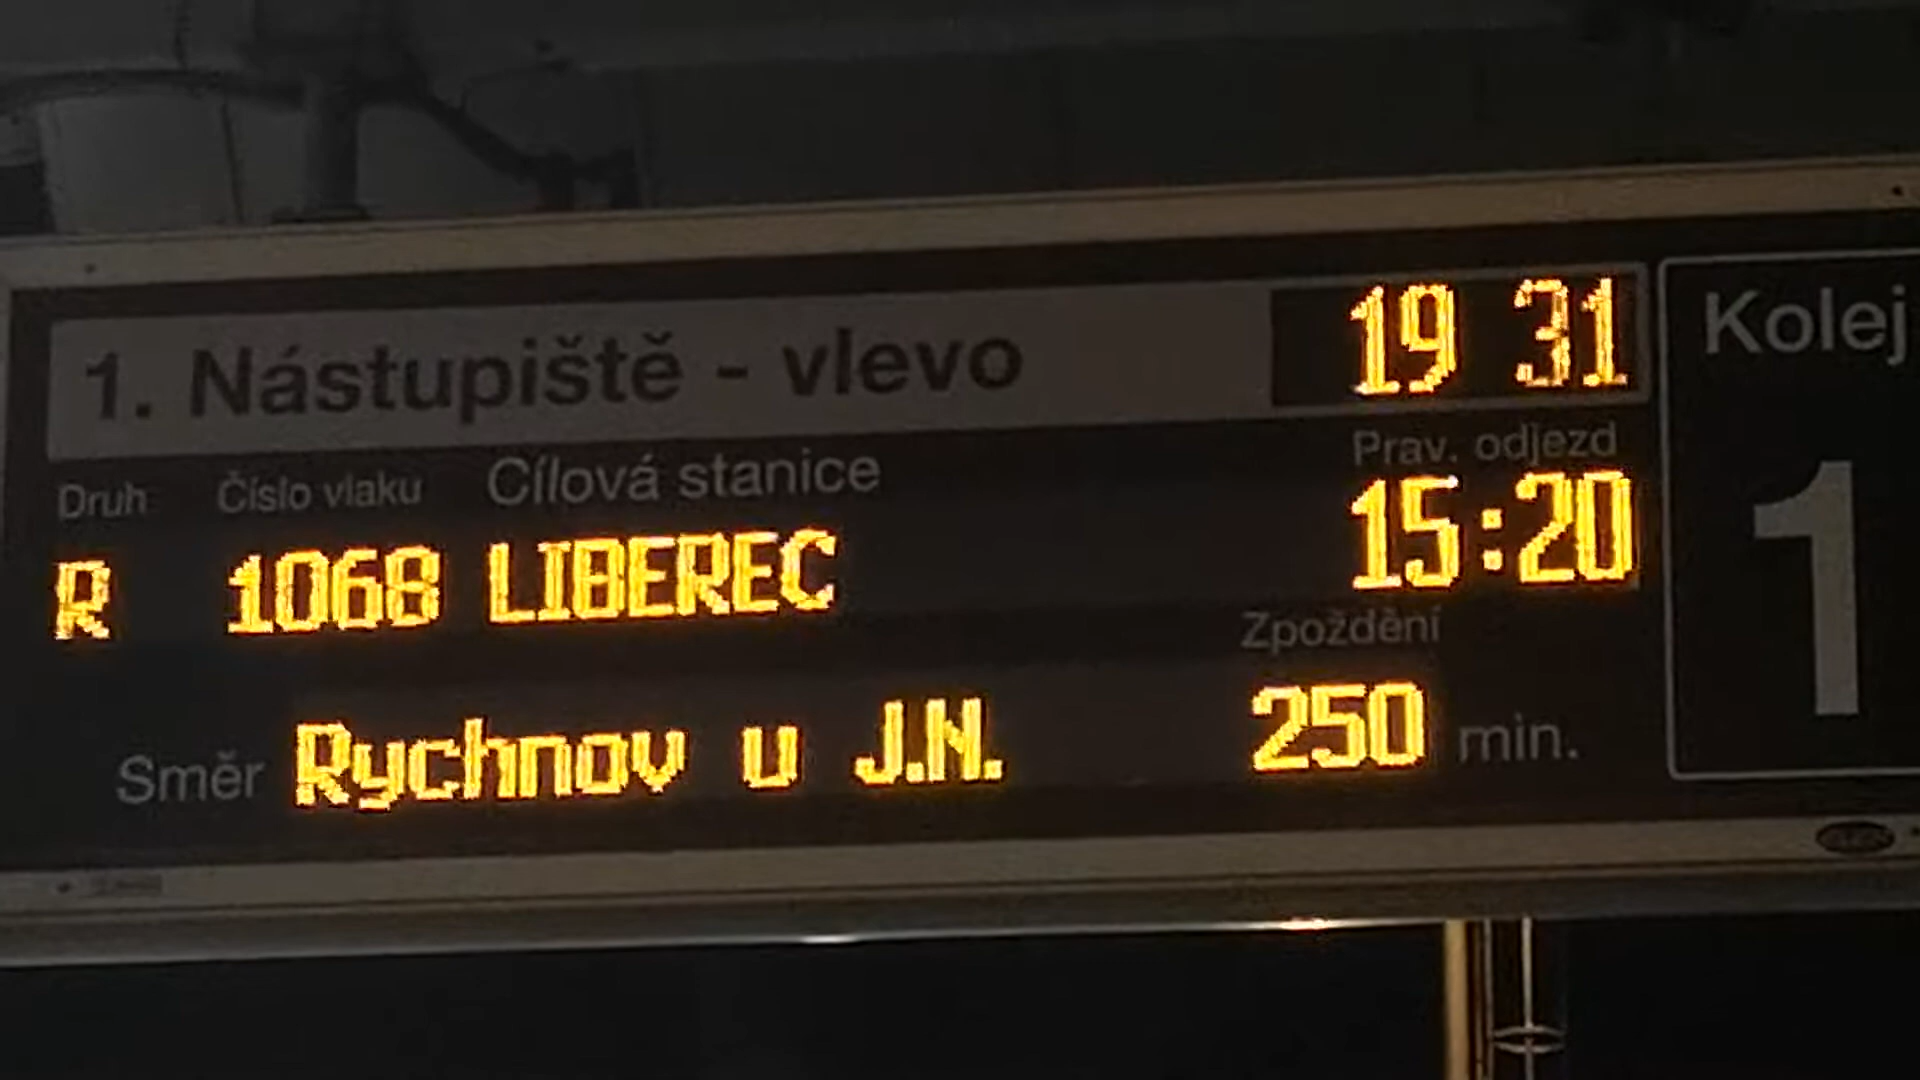 1. Nástupiště - vlevo 19 31 Kolej
Druh Číslo vlaku Cílová stanice Prav. odjezd
R 1068 LIBEREC 15:20 1
Zpoždění
Směr Rychnov u J.N. 250 min.